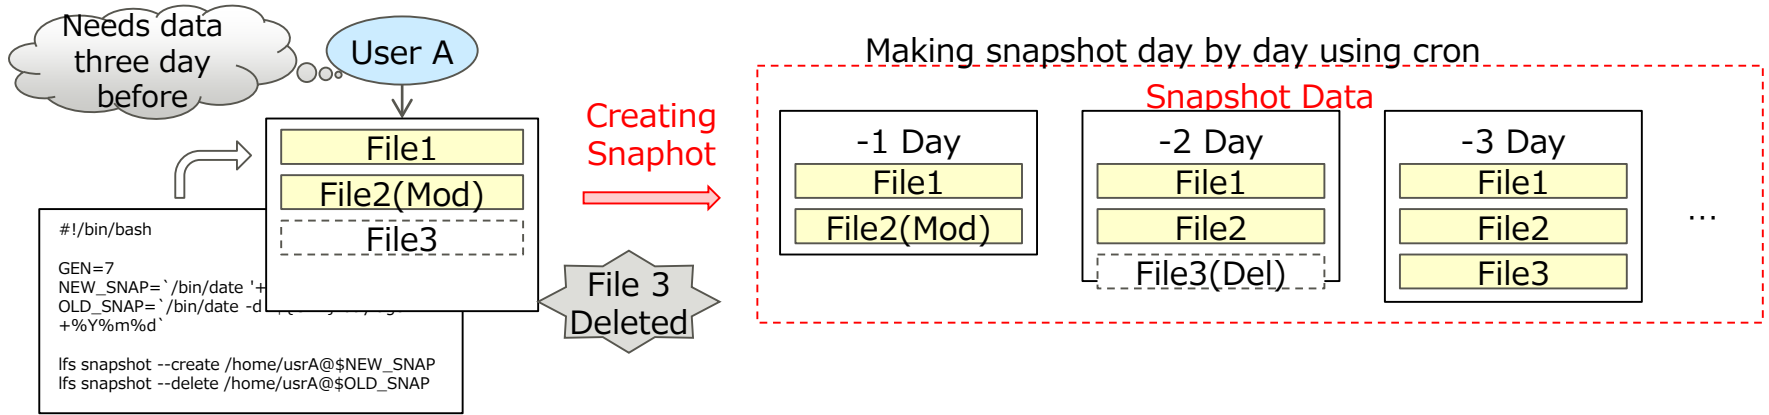 Needs data
three day
before
User A
File1
File2(Mod)
File3
#!/bin/bash
GEN=7
NEW_SNAP=`/bin/date '+
OLD_SNAP=`/bin/date -d
+%Y%m%d`
lfs snapshot --create /home/usrA@$NEW_SNAP
lfs snapshot --delete /home/usrA@$OLD_SNAP
File 3
Deleted
Creating
Snaphot
Making snapshot day by day using cron
Snapshot Data
-1 Day
File1
File2(Mod)
-2 Day
File1
File2
File3(Del)
-3 Day
File1
File2
File3
...